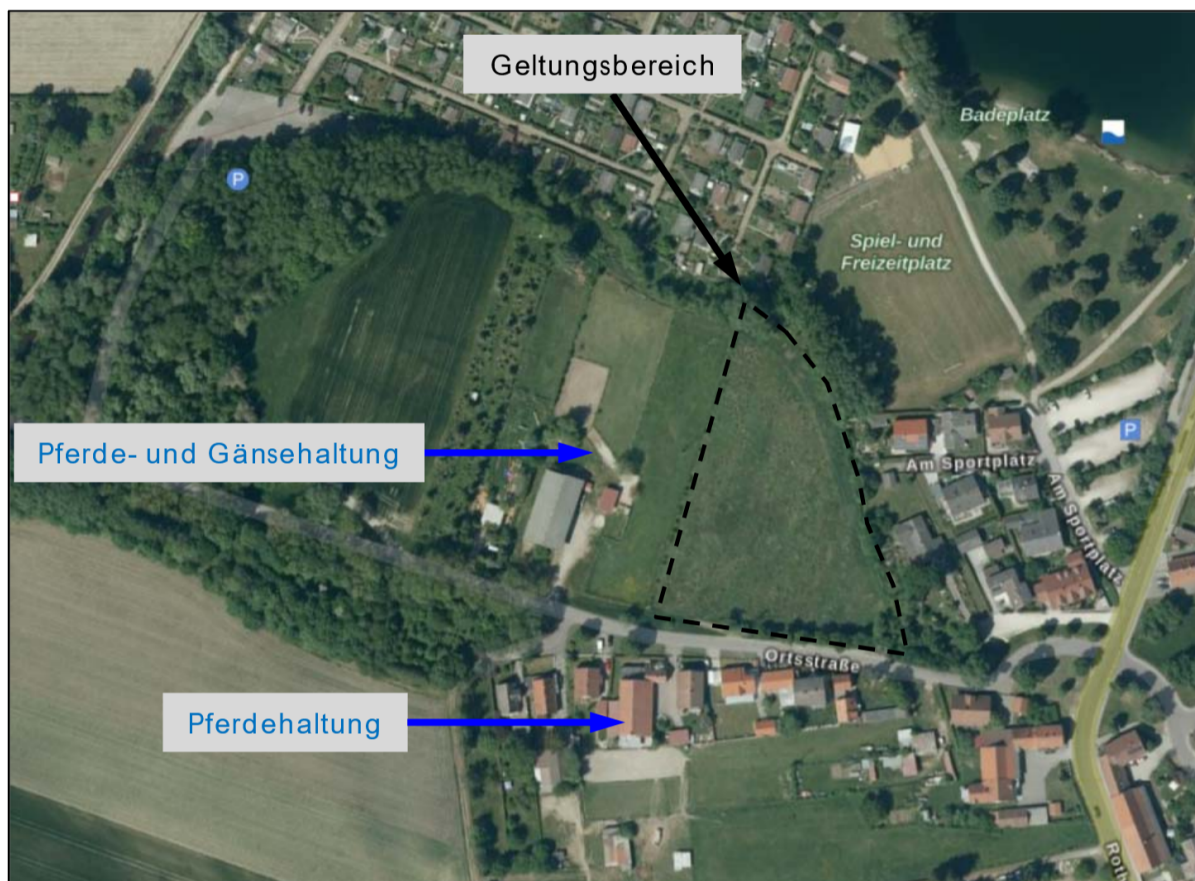 Geltungsbereich
Badeplatz
P
Spiel- und
Freizeitplatz
Pferde- und Gänsehaltung
P
Am Sportplatz
Am Sportplatz
Ortsstraße
Pferdehaltung
Roth